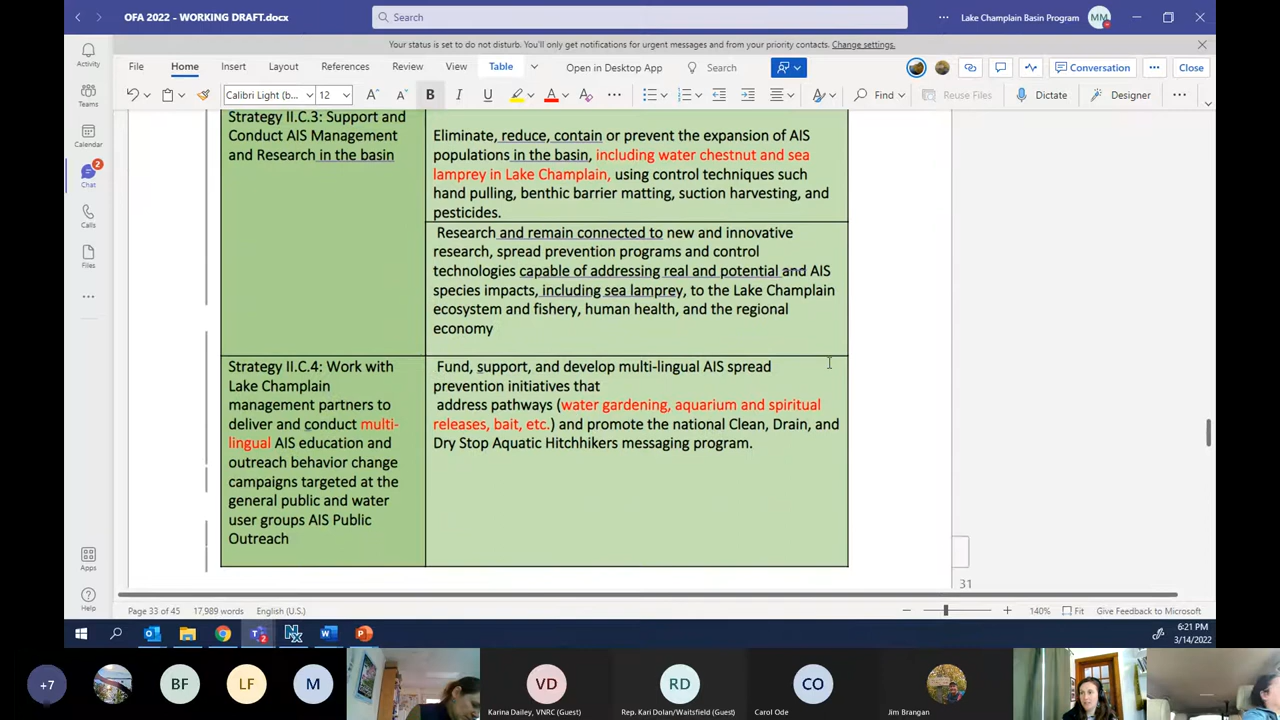 OFA 2022 - WORKING DRAFT.docx
Search
Lake Champlain Basin Program
MM
Your status is set to do not disturb. You'll only get notifications for urgent messages and from your priority contacts. Change settings.
Activity
Teams
Calendar
2
Chat
Calls
Files
Apps
Help
File Home Insert Layout References Review View Table Open in Desktop App Search Conversation Close
Calibri Light (b... 12 A A B I U A Find Reuse Files Dictate Designer
Strategy II.C.3: Support and
Conduct AIS Management
and Research in the basin
Eliminate, reduce, contain or prevent the expansion of AIS
populations in the basin, including water chestnut and sea
lamprey in Lake Champlain, using control techniques such
hand pulling, benthic barrier matting, suction harvesting, and
pesticides.
Research and remain connected to new and innovative
research, spread prevention programs and control
technologies capable of addressing real and potential and AIS
species impacts, including sea lamprey, to the Lake Champlain
ecosystem and fishery, human health, and the regional
economy
Strategy II.C.4: Work with
Lake Champlain
management partners to
deliver and conduct multi-
lingual AIS education and
outreach behavior change
campaigns targeted at the
general public and water
user groups AIS Public
Outreach
Fund, support, and develop multi-lingual AIS spread
prevention initiatives that
address pathways (water gardening, aquarium and spiritual
releases, bait, etc.) and promote the national Clean, Drain, and
Dry Stop Aquatic Hitchhikers messaging program.
31
Page 33 of 45 17,989 words English (U.S.) 140% Fit Give Feedback to Microsoft
6:21 PM
3/14/2022
+7 BF LF M VD RD CO
Karina Dailey, VNRC (Guest) Rep. Kari Dolan/Waitsfield (Guest) Carol Ode Jim Brangan